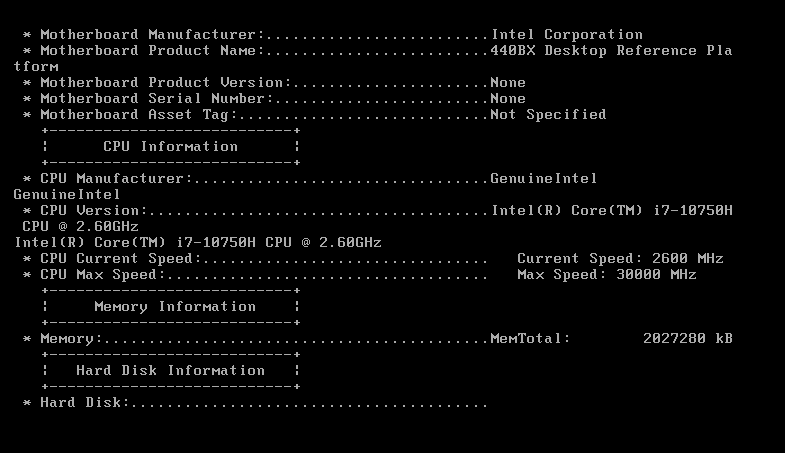 * Motherboard Manufacturer:.........................Intel Corporation
* Motherboard Product Name:.........................440BX Desktop Reference Pla
tform
* Motherboard Product Version:......................None
* Motherboard Serial Number:........................None
* Motherboard Asset Tag:............................Not Specified
+---------------------------+
¦      CPU Information      ¦
+---------------------------+
* CPU Manufacturer:.................................GenuineIntel
GenuineIntel
* CPU Version:......................................Intel(R) Core(TM) i7-10750H
CPU @ 2.60GHz
Intel(R) Core(TM) i7-10750H CPU @ 2.60GHz
* CPU Current Speed:................................   Current Speed: 2600 MHz
* CPU Max Speed:....................................   Max Speed: 30000 MHz
+---------------------------+
¦     Memory Information    ¦
+---------------------------+
* Memory:...........................................MemTotal:        2027280 kB
+---------------------------+
¦   Hard Disk Information   ¦
+---------------------------+
* Hard Disk:........................................